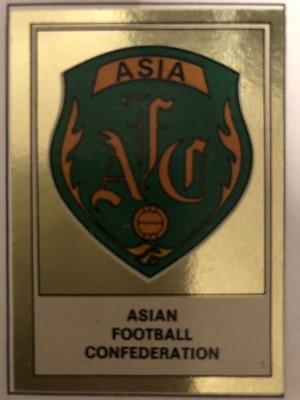 ASIA
AFC
ASIAN
FOOTBALL
CONFEDERATION